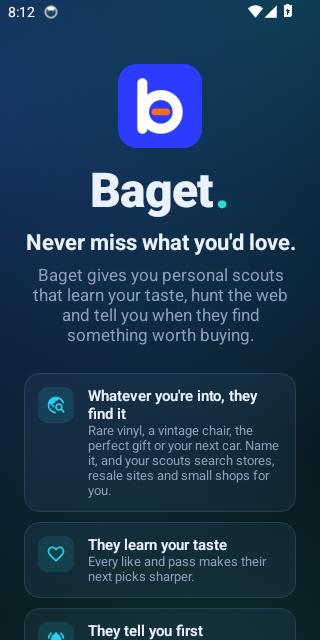 8:12
b
Baget.
Never miss what you'd love.
Baget gives you personal scouts
that learn your taste, hunt the web
and tell you when they find
something worth buying.
Whatever you're into, they
find it
Rare vinyl, a vintage chair, the
perfect gift or your next car. Name
it, and your scouts search stores,
resale sites and small shops for
you.
They learn your taste
Every like and pass makes their
next picks sharper.
They tell you first